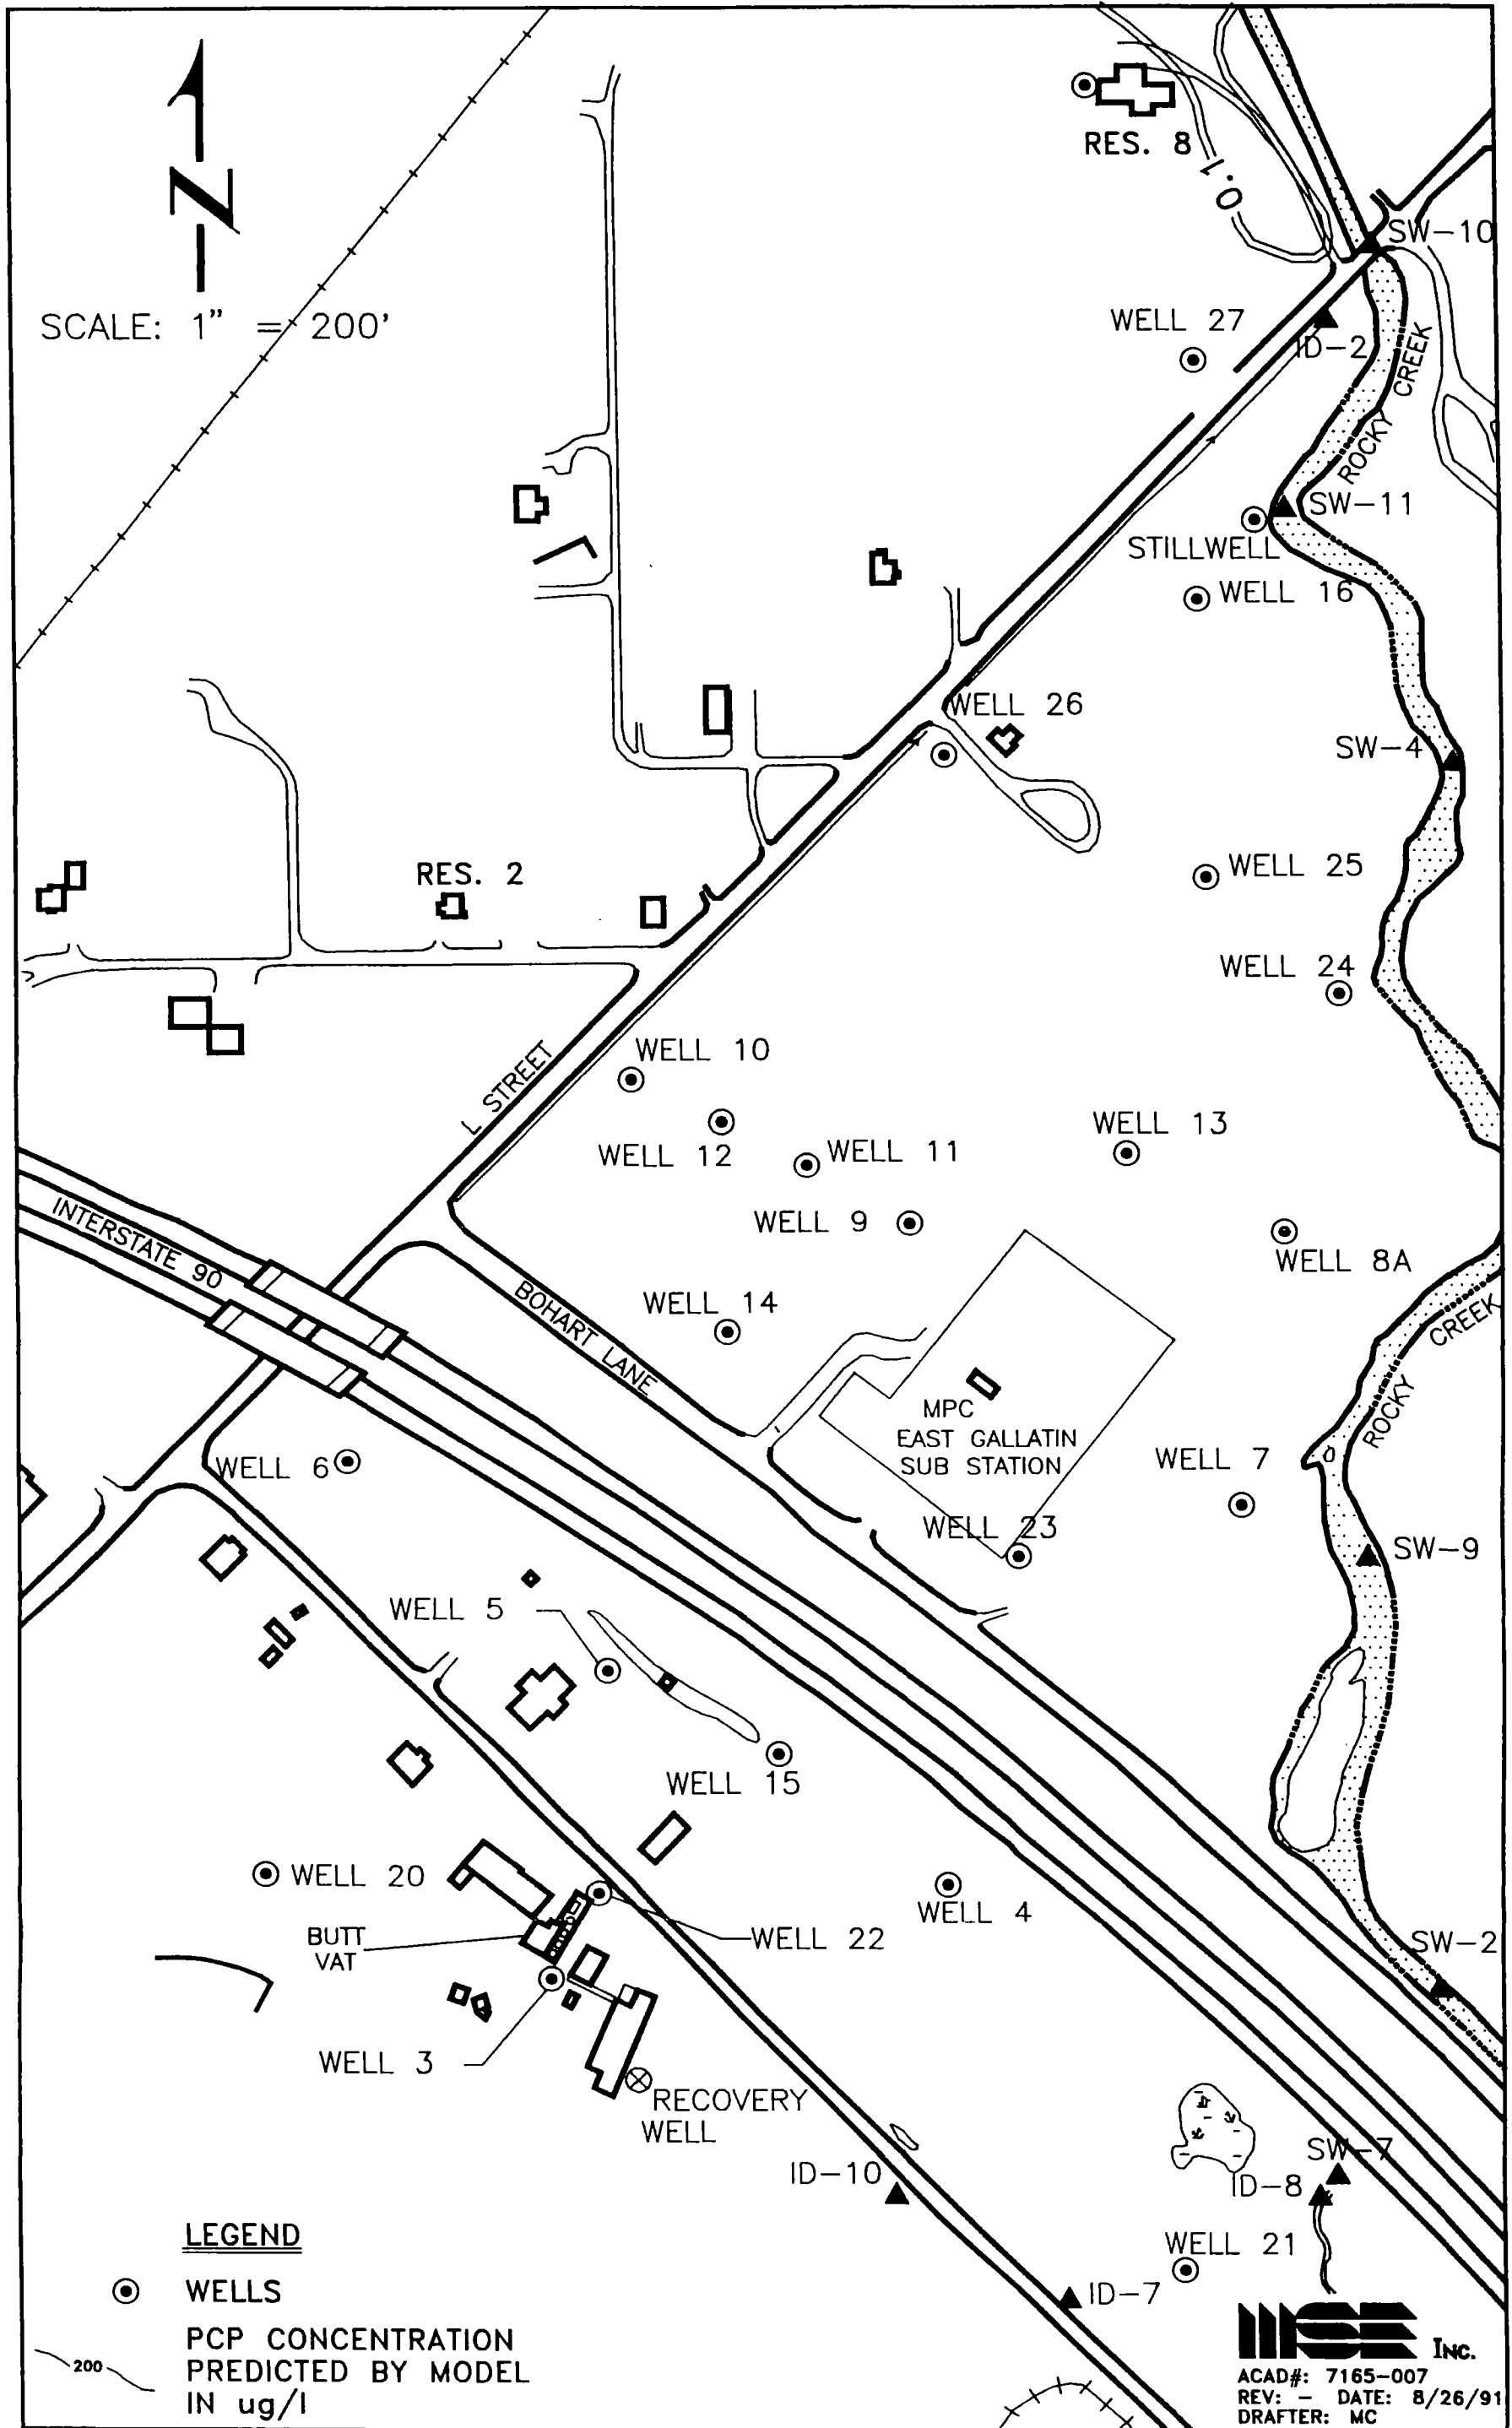 RES. 8
0.1
N
SW-10
SCALE: 1" = 200'
WELL 27
ID-2
ROCKY CREEK
SW-11
STILLWELL
WELL 16
WELL 26
SW-4
RES. 2
WELL 25
WELL 24
L STREET
WELL 10
WELL 12
WELL 11
WELL 13
WELL 9
WELL 8A
INTERSTATE 90
BOHART LANE
WELL 14
ROCKY CREEK
MPC
EAST GALLATIN
SUB STATION
WELL 6
WELL 7
WELL 23
SW-9
WELL 5
WELL 15
WELL 20
WELL 4
BUTT
VAT
WELL 22
SW-2
WELL 3
RECOVERY
WELL
ID-10
SW-7
ID-8
WELL 21
ID-7
LEGEND
WELLS
200
PCP CONCENTRATION
PREDICTED BY MODEL
IN ug/l
MSE INC.
ACAD#: 7165-007
REV: - DATE: 8/26/91
DRAFTER: MC